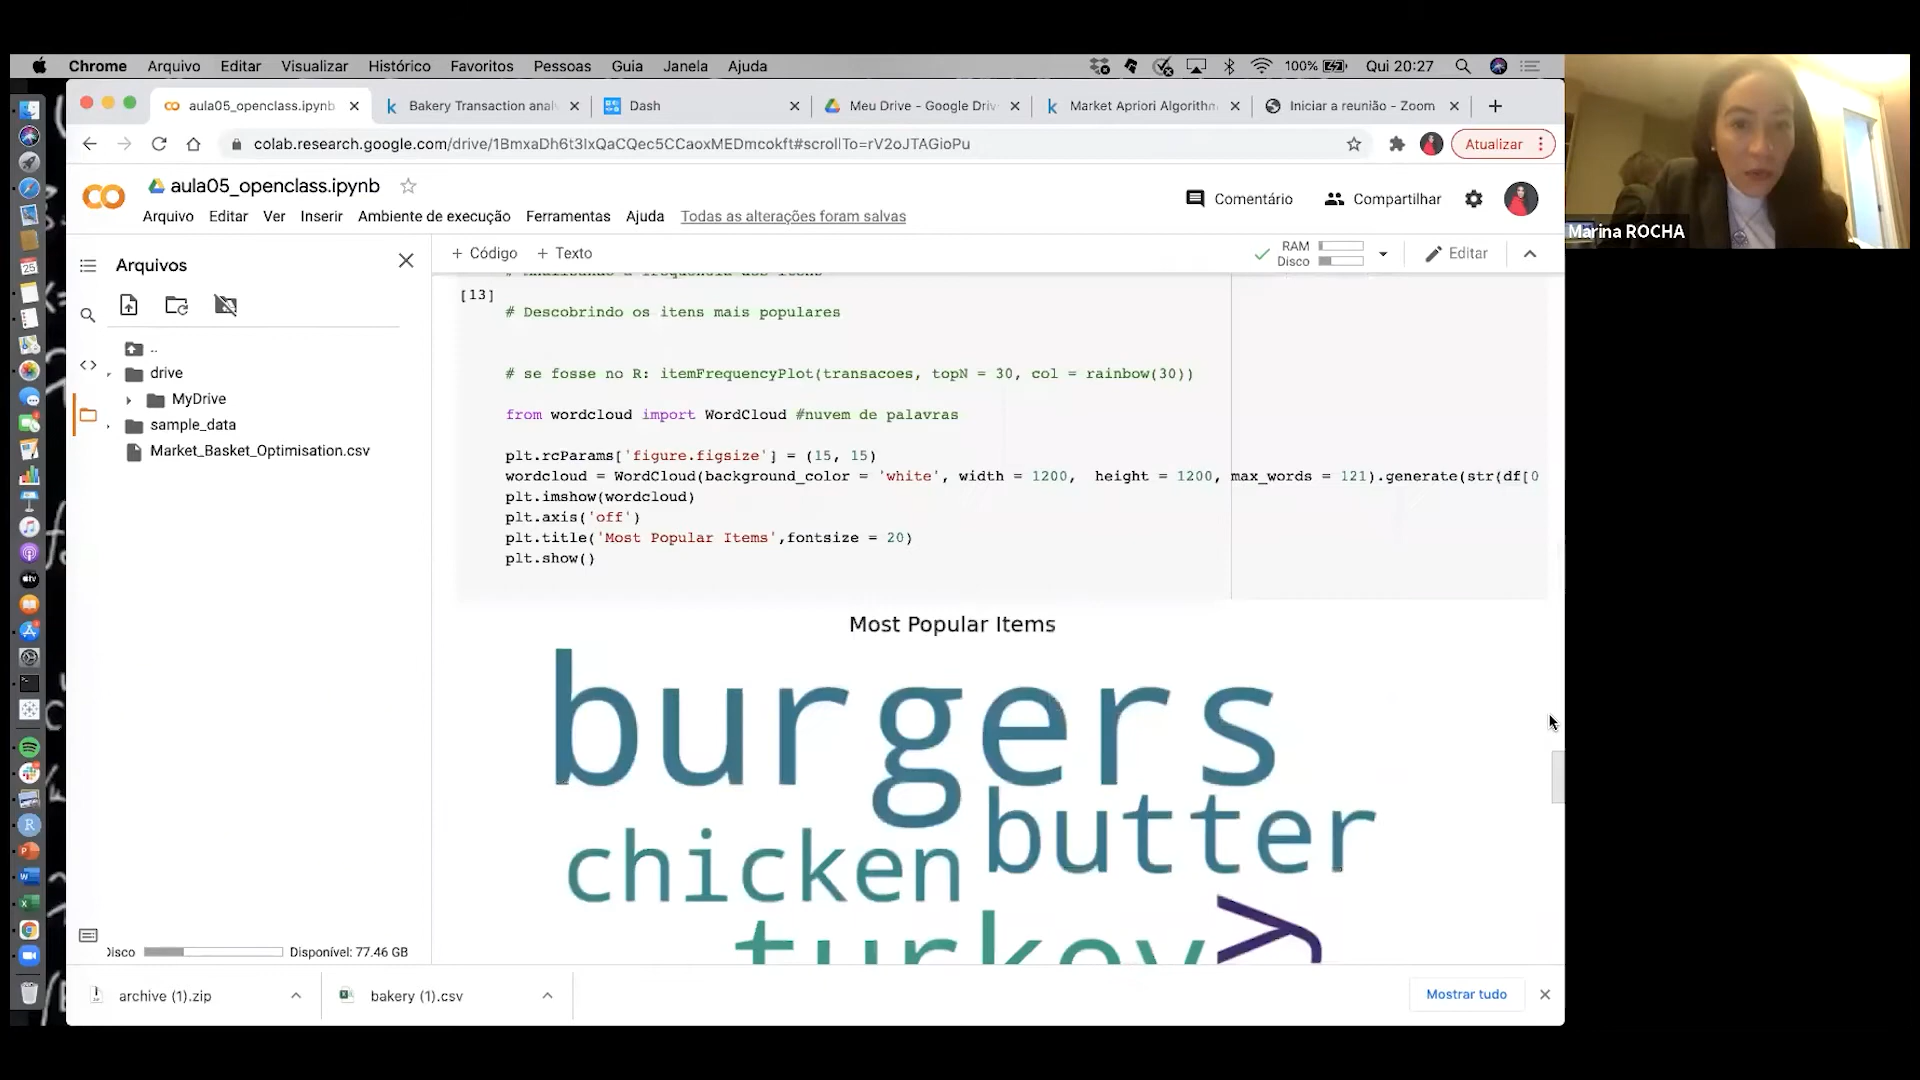 Chrome Arquivo Editar Visualizar Histórico Favoritos Pessoas Guia Janela Ajuda 100% Qui 20:27
aula05_openclass.ipynb Bakery Transaction anal Dash Meu Drive - Google Driv Market Apriori Algorithm Iniciar a reunião - Zoom
colab.research.google.com/drive/1BmxaDh6t3IxQaCQec5CCaoxMEDmcokft#scrollTo=rV2oJTAGioPu Atualizar
aula05_openclass.ipynb
Comentário Compartilhar
Arquivo Editar Ver Inserir Ambiente de execução Ferramentas Ajuda Todas as alterações foram salvas
Marina ROCHA
Arquivos
+ Código + Texto
RAM
Disco
Editar
..
drive
MyDrive
sample_data
Market_Basket_Optimisation.csv
Disco Disponível: 77.46 GB
# Analisando a frequência dos itens
[13]
# Descobrindo os itens mais populares
# se fosse no R: itemFrequencyPlot(transacoes, topN = 30, col = rainbow(30))
from wordcloud import WordCloud #nuvem de palavras
plt.rcParams['figure.figsize'] = (15, 15)
wordcloud = WordCloud(background_color = 'white', width = 1200, height = 1200, max_words = 121).generate(str(df[0
plt.imshow(wordcloud)
plt.axis('off')
plt.title('Most Popular Items',fontsize = 20)
plt.show()
Most Popular Items
burgers
butter
chicken
turkey
y
archive (1).zip bakery (1).csv Mostrar tudo